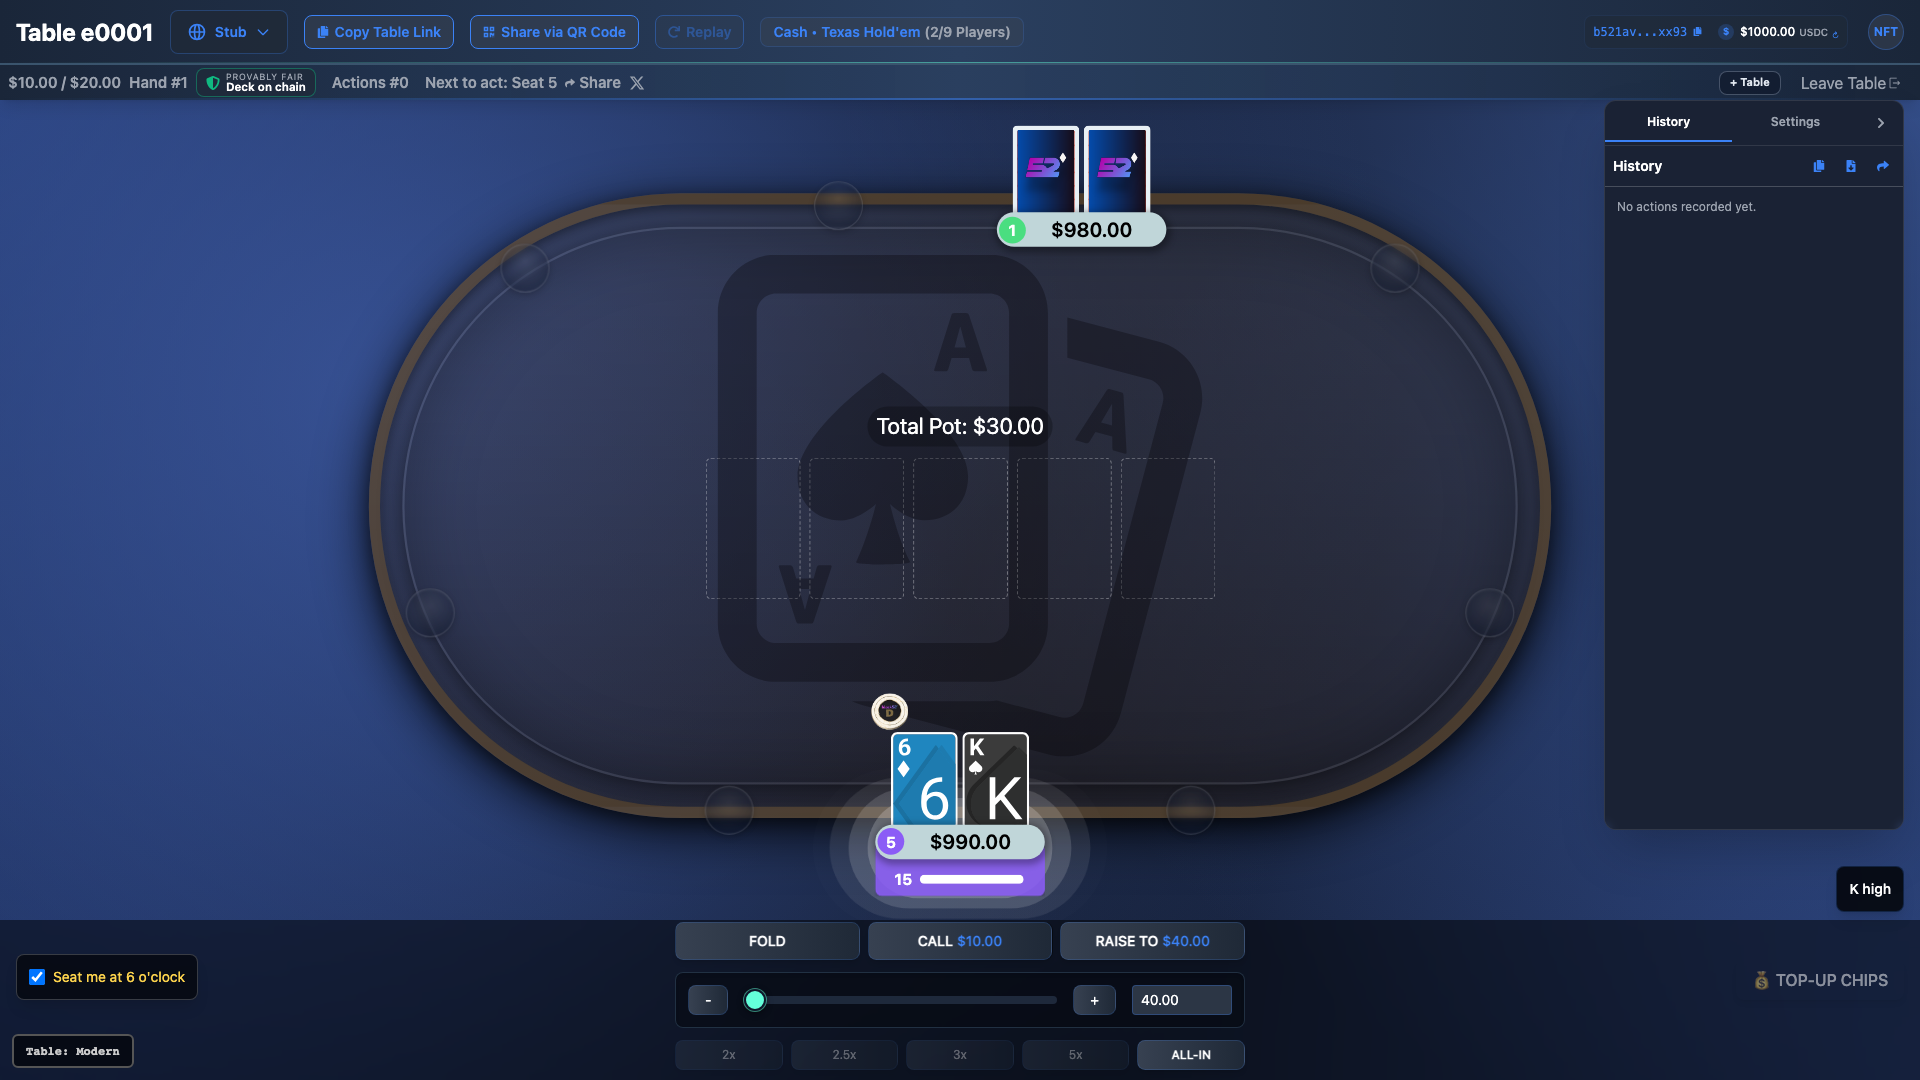 Table e0001
Stub
Copy Table Link
Share via QR Code
Replay
Cash • Texas Hold'em (2/9 Players)
b521av...xx93
$ $1000.00 USDC
NFT
$10.00 / $20.00 Hand #1
PROVABLY FAIR
Deck on chain
Actions #0
Next to act: Seat 5
Share
+ Table
Leave Table
History
Settings
History
No actions recorded yet.
52
52
1 $980.00
A
A
A
Total Pot: $30.00
D
6
6
K
K
5 $990.00
15
K high
FOLD
CALL $10.00
RAISE TO $40.00
Seat me at 6 o'clock
-
+
40.00
TOP-UP CHIPS
Table: Modern
2x
2.5x
3x
5x
ALL-IN